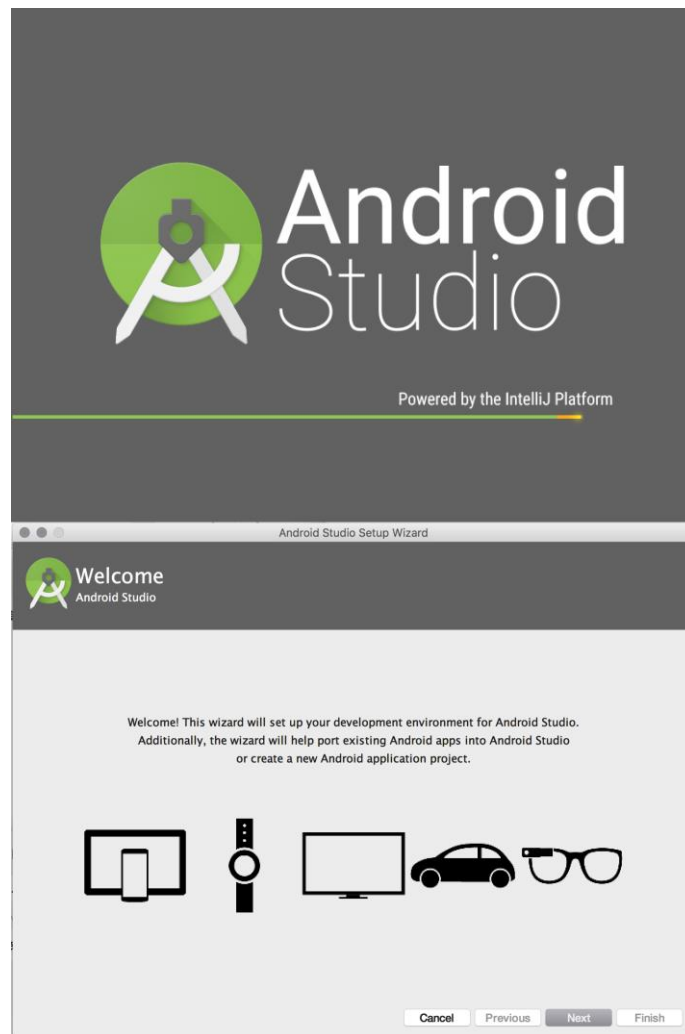 Android
Studio
Powered by the IntelliJ Platform
Android Studio Setup Wizard
Welcome
Android Studio
Welcome! This wizard will set up your development environment for Android Studio.
Additionally, the wizard will help port existing Android apps into Android Studio
or create a new Android application project.
Cancel Previous Next Finish